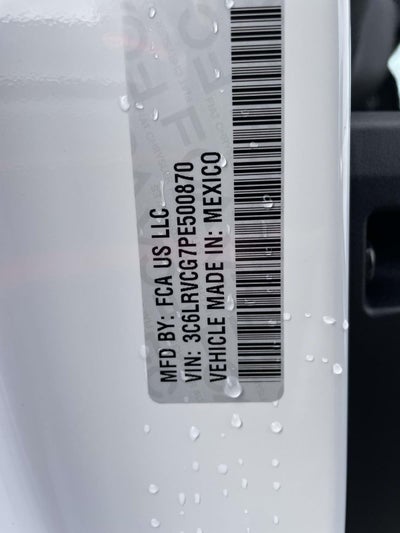 MFD BY: FCA US LLC
VIN: 3C6LRVCG7PE500870
VEHICLE MADE IN: MEXICO